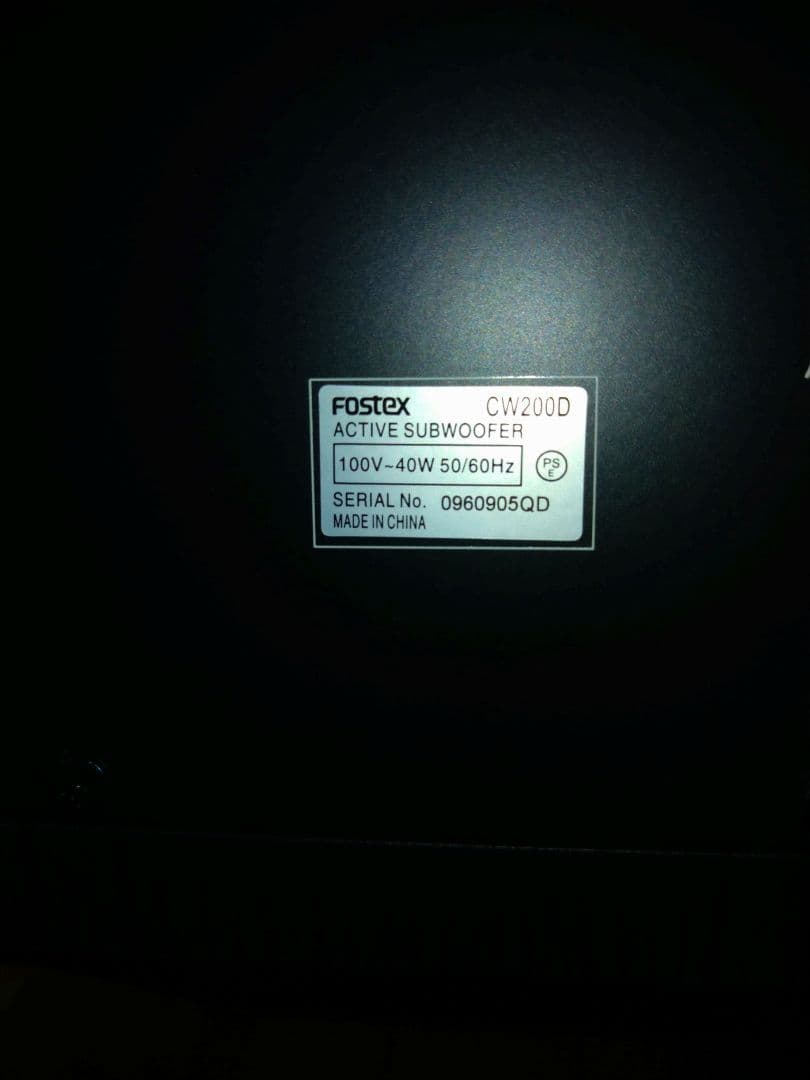 FOSTEX CW200D
ACTIVE SUBWOOFER
100V~40W 50/60Hz PS E
SERIAL No. 0960905QD
MADE IN CHINA